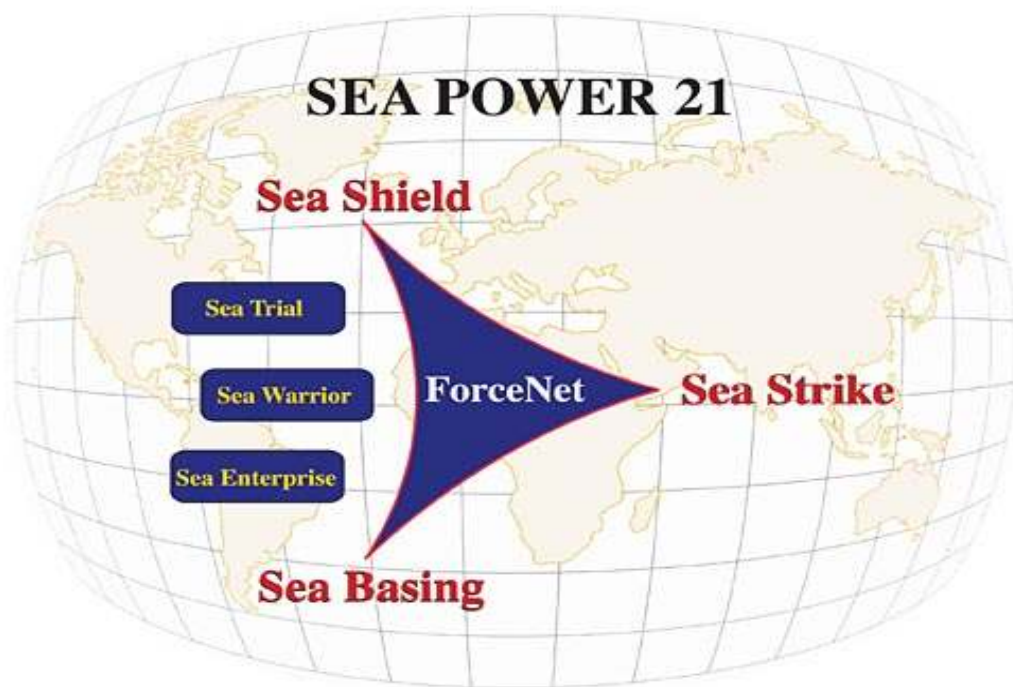 SEA POWER 21
Sea Shield
Sea Trial
Sea Warrior
ForceNet
Sea Strike
Sea Enterprise
Sea Basing